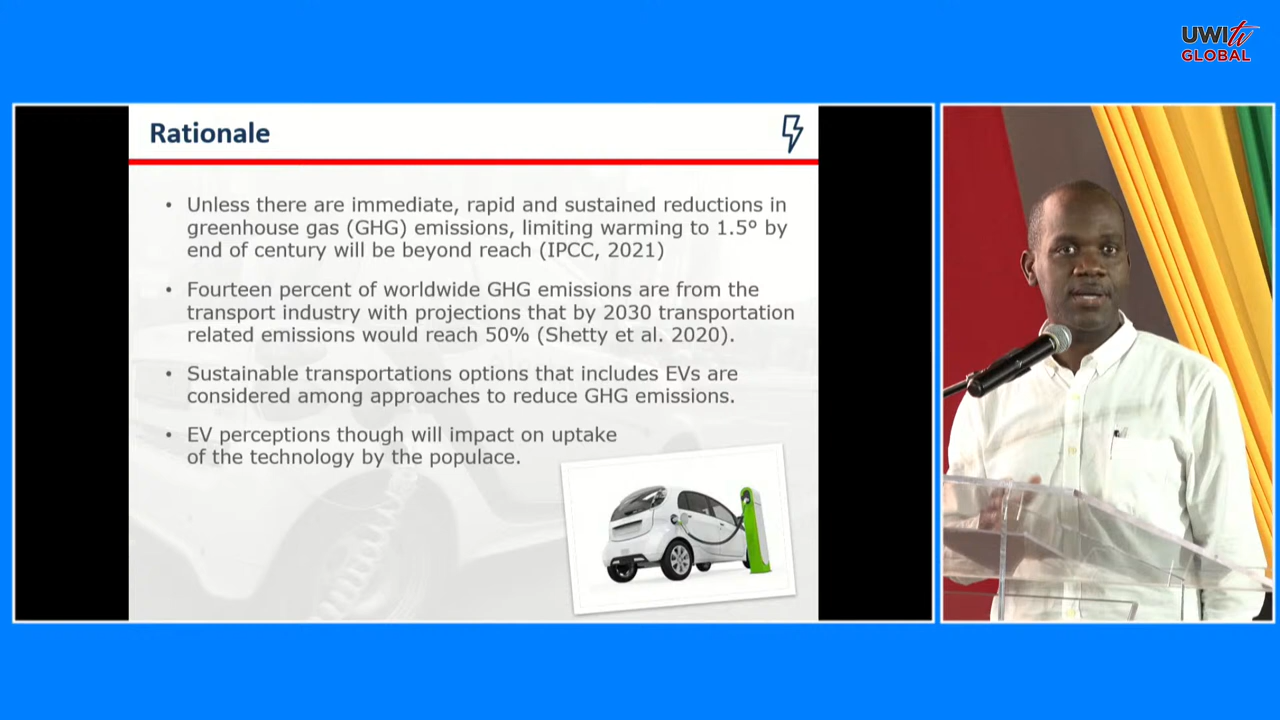 UWItv
GLOBAL
Rationale
• Unless there are immediate, rapid and sustained reductions in
greenhouse gas (GHG) emissions, limiting warming to 1.5º by
end of century will be beyond reach (IPCC, 2021)
• Fourteen percent of worldwide GHG emissions are from the
transport industry with projections that by 2030 transportation
related emissions would reach 50% (Shetty et al. 2020).
• Sustainable transportations options that includes EVs are
considered among approaches to reduce GHG emissions.
• EV perceptions though will impact on uptake
of the technology by the populace.